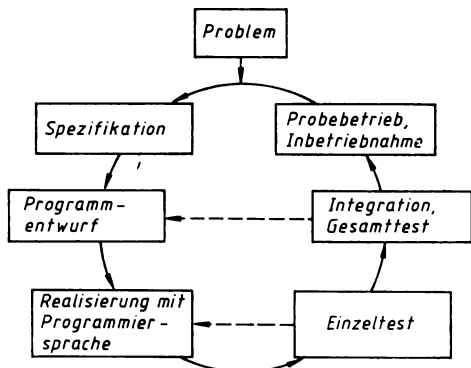 Problem
Spezifikation
Probebetrieb,
Inbetriebnahme
Programm-
entwurf
Integration,
Gesamttest
Realisierung mit
Programmier-
sprache
Einzeltest